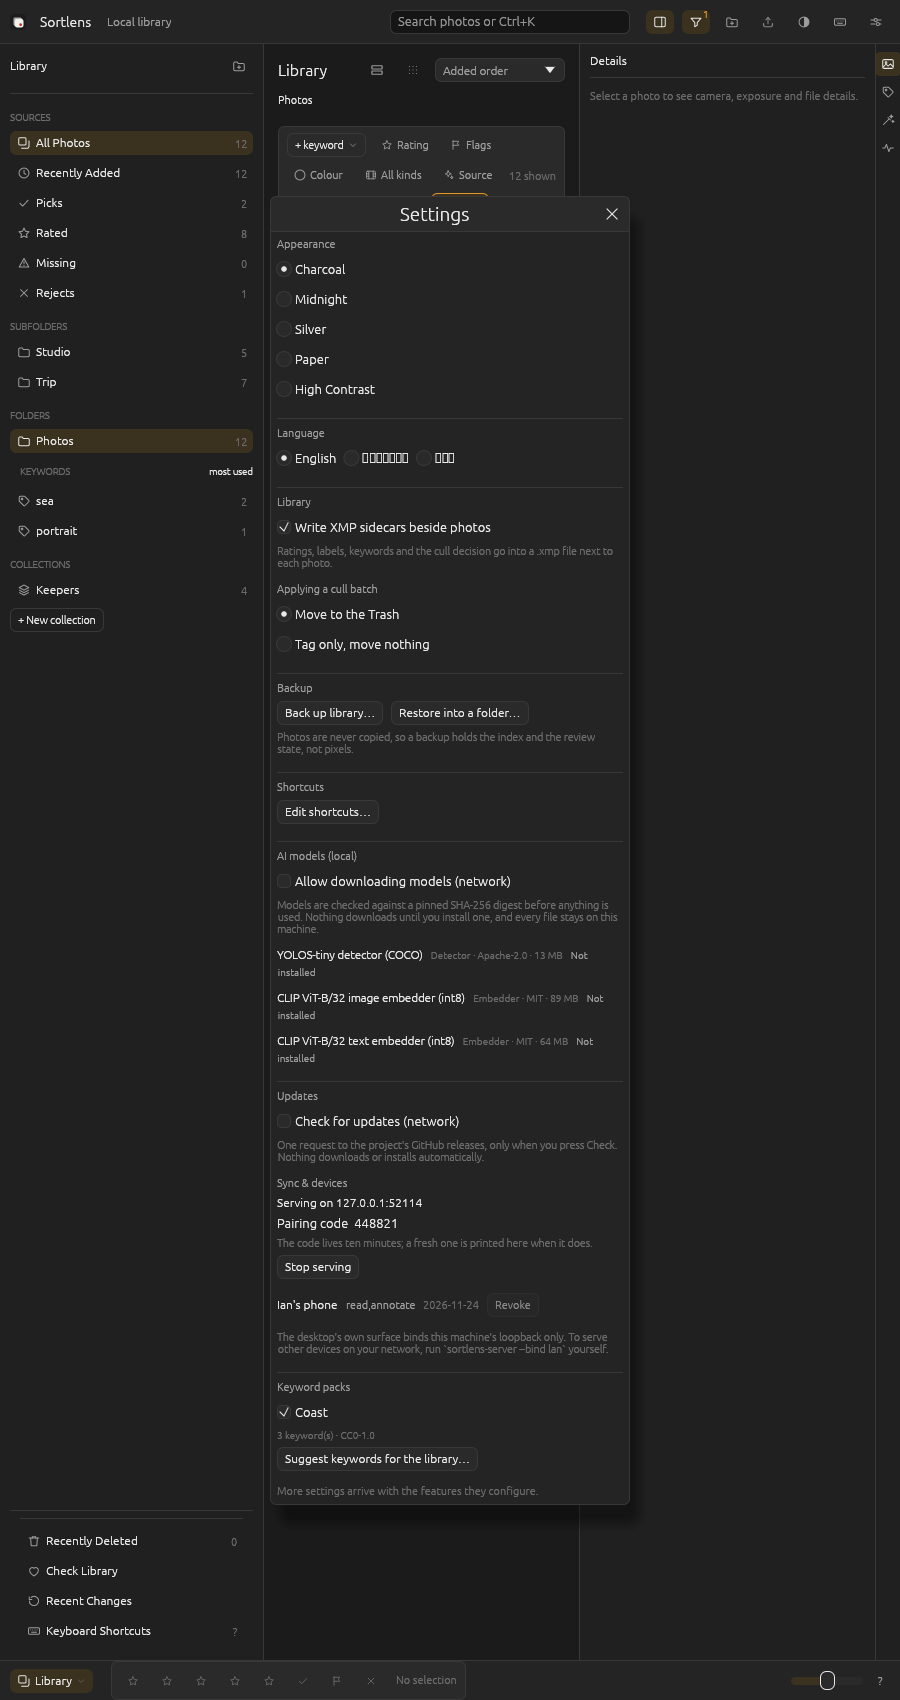 Sortlens
Local library
Search photos or Ctrl+K
1
Library
SOURCES
All Photos 12
Recently Added 12
Picks 2
Rated 8
Missing 0
Rejects 1
SUBFOLDERS
Studio 5
Trip 7
FOLDERS
Photos 12
KEYWORDS most used
sea 2
portrait 1
COLLECTIONS
Keepers 4
+ New collection
Recently Deleted 0
Check Library
Recent Changes
Keyboard Shortcuts ?
Library
Added order
Photos
+ keyword
Rating
Flags
Colour
All kinds
Source
12 shown
Settings
Appearance
Charcoal
Midnight
Silver
Paper
High Contrast
Language
English
Library
Write XMP sidecars beside photos
Ratings, labels, keywords and the cull decision go into a .xmp file next to
each photo.
Applying a cull batch
Move to the Trash
Tag only, move nothing
Backup
Back up library…
Restore into a folder…
Photos are never copied, so a backup holds the index and the review
state, not pixels.
Shortcuts
Edit shortcuts…
AI models (local)
Allow downloading models (network)
Models are checked against a pinned SHA-256 digest before anything is
used. Nothing downloads until you install one, and every file stays on this
machine.
YOLOS-tiny detector (COCO) Detector · Apache-2.0 · 13 MB Not
installed
CLIP ViT-B/32 image embedder (int8) Embedder · MIT · 89 MB Not
installed
CLIP ViT-B/32 text embedder (int8) Embedder · MIT · 64 MB Not
installed
Updates
Check for updates (network)
One request to the project's GitHub releases, only when you press Check.
Nothing downloads or installs automatically.
Sync & devices
Serving on 127.0.0.1:52114
Pairing code 448821
The code lives ten minutes; a fresh one is printed here when it does.
Stop serving
Ian's phone read,annotate 2026-11-24 Revoke
The desktop's own surface binds this machine's loopback only. To serve
other devices on your network, run `sortlens-server --bind lan` yourself.
Keyword packs
Coast
3 keyword(s) · CC0-1.0
Suggest keywords for the library…
More settings arrive with the features they configure.
Details
Select a photo to see camera, exposure and file details.
Library
No selection
?